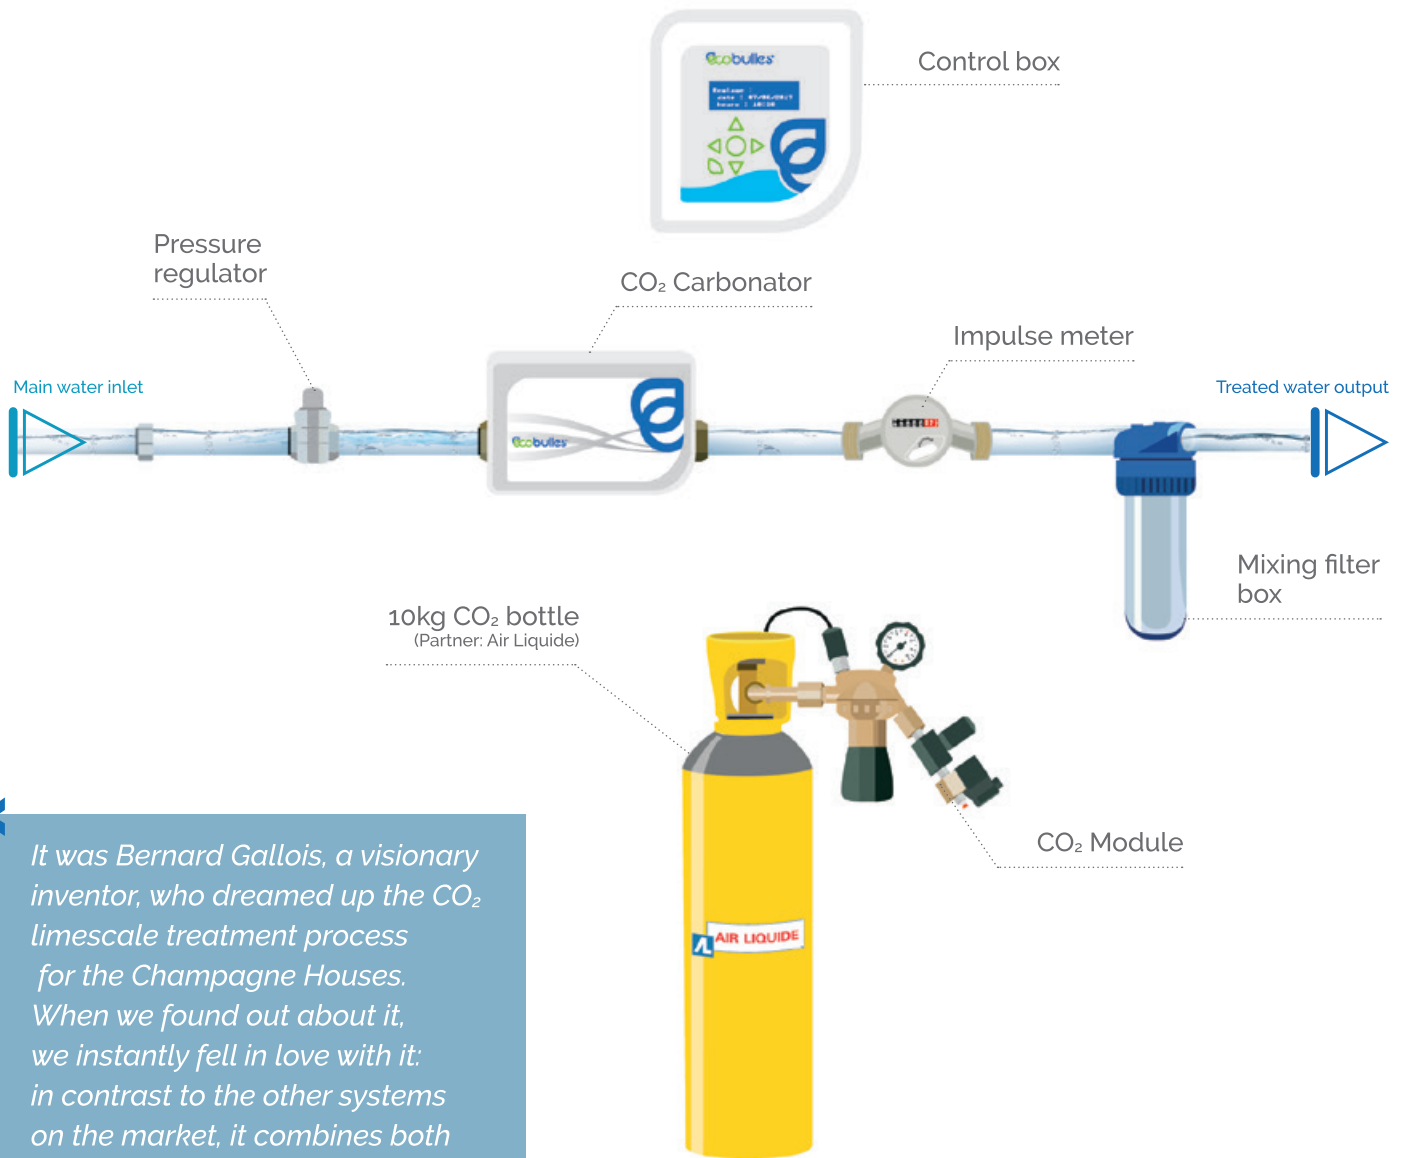 ecobulles
Control box
Pressure
regulator
CO₂ Carbonator
Impulse meter
Main water inlet
Treated water output
ecobulles
Mixing filter
box
10kg CO₂ bottle
(Partner: Air Liquide)
CO₂ Module
AIR LIQUIDE
It was Bernard Gallois, a visionary
inventor, who dreamed up the CO₂
limescale treatment process
for the Champagne Houses.
When we found out about it,
we instantly fell in love with it:
in contrast to the other systems
on the market, it combines both